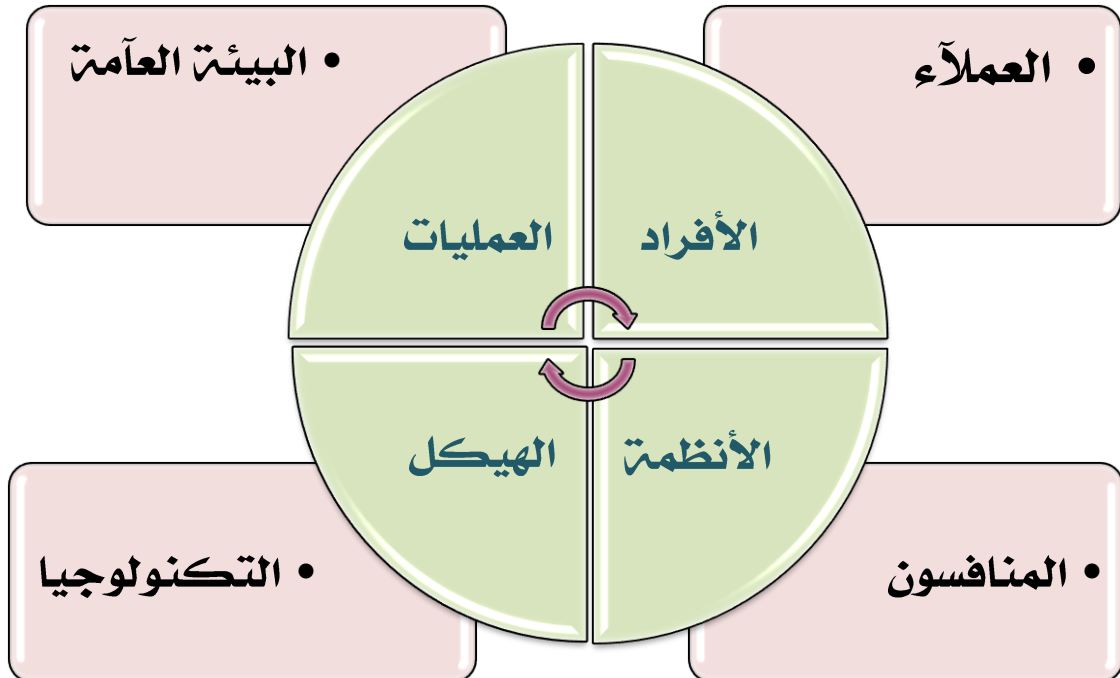 • العملآء
• البيئة العآمة
الأفراد
العمليات
الأنظمة
الهيكل
• المنافسون
• التكنولوجيا